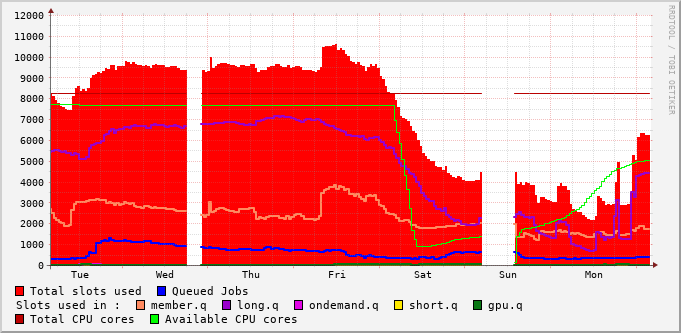 12000
11000
10000
9000
8000
7000
6000
5000
4000
3000
2000
1000
0
Tue Wed Thu Fri Sat Sun Mon
RRDTOOL / TOBI OETIKER
Total slots used Queued Jobs
Slots used in : member.q long.q ondemand.q short.q gpu.q
Total CPU cores Available CPU cores